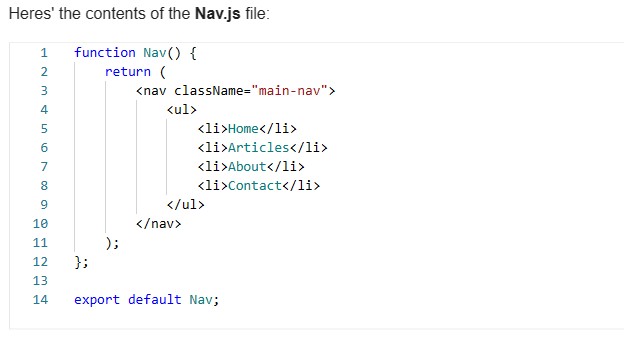 Heres' the contents of the Nav.js file:
1 function Nav() {
2 return (
3 <nav className="main-nav">
4 <ul>
5 <li>Home</li>
6 <li>Articles</li>
7 <li>About</li>
8 <li>Contact</li>
9 </ul>
10 </nav>
11 );
12 };
13
14 export default Nav;